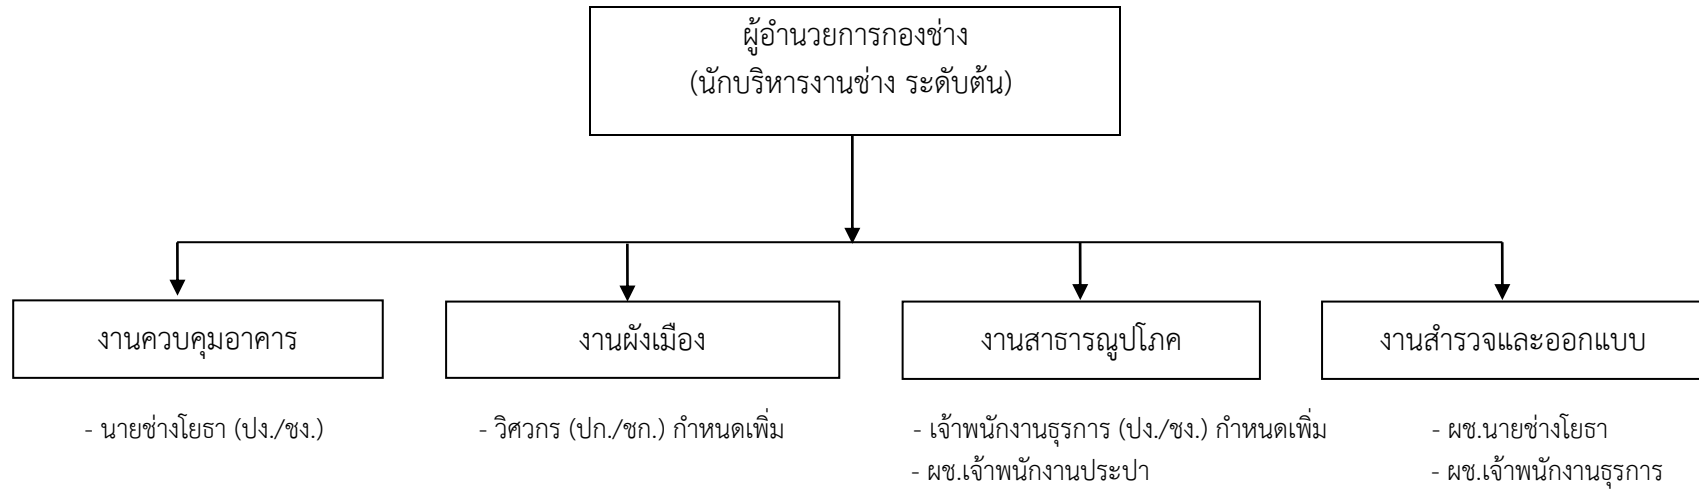 ผู้อำนวยการกองช่าง
(นักบริหารงานช่าง ระดับต้น)
งานควบคุมอาคาร
งานผังเมือง
งานสาธารณูปโภค
งานสำรวจและออกแบบ
- นายช่างโยธา (ปง./ชง.)
- วิศวกร (ปก./ชก.) กำหนดเพิ่ม
- เจ้าพนักงานธุรการ (ปง./ชง.) กำหนดเพิ่ม
- ผช.เจ้าพนักงานประปา
- ผช.นายช่างโยธา
- ผช.เจ้าพนักงานธุรการ